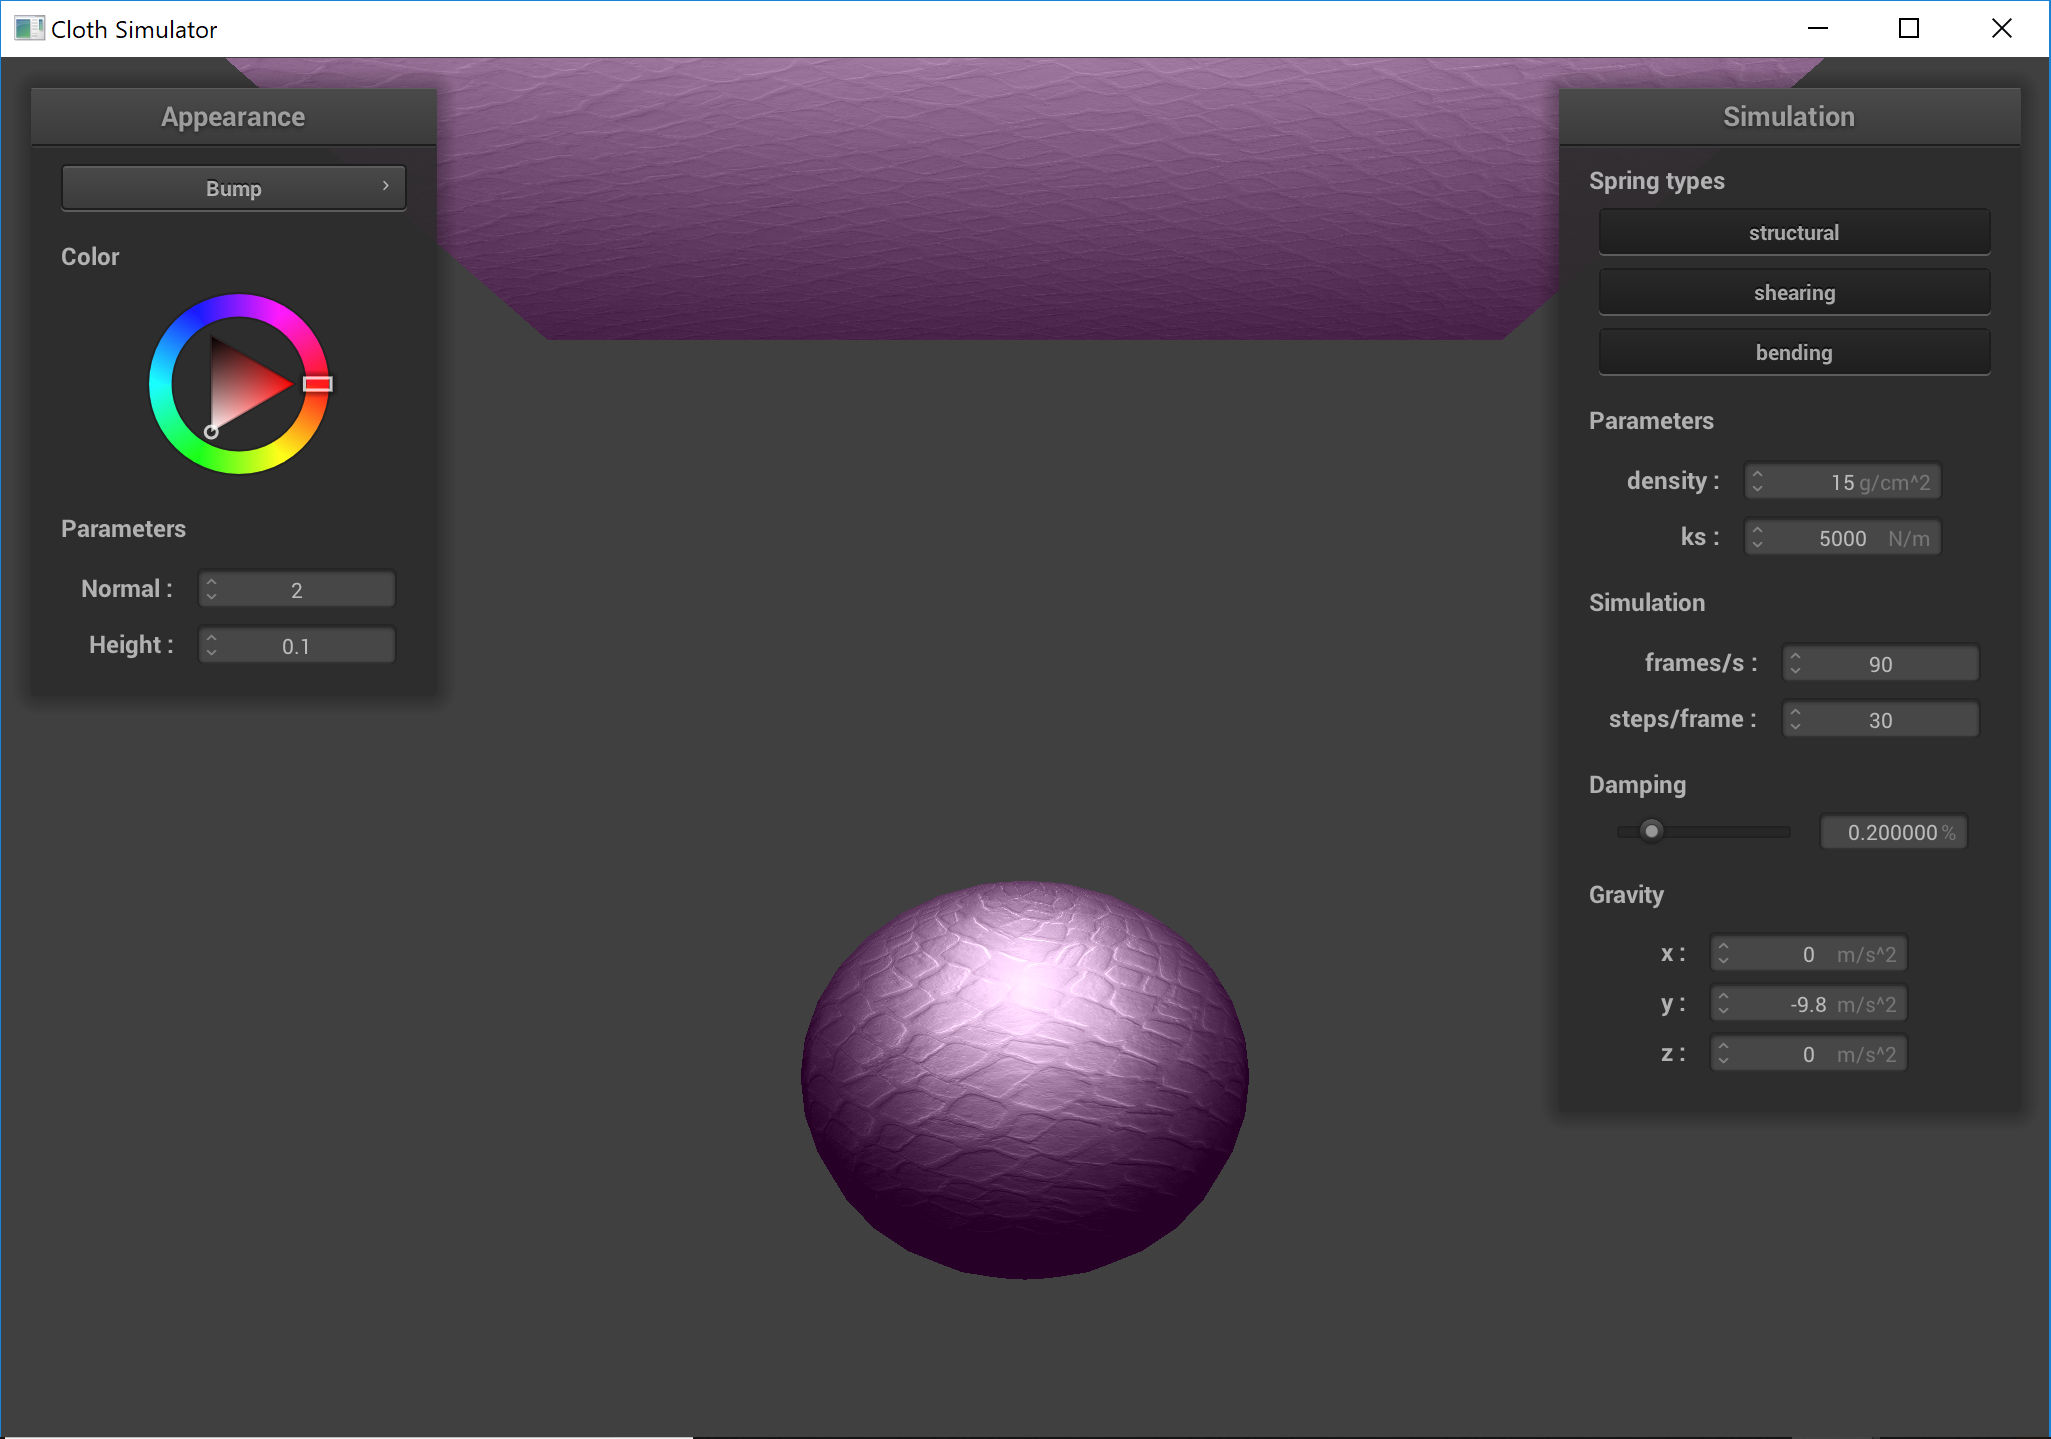 Cloth Simulator
Appearance
Bump
Color
Parameters
Normal : 2
Height : 0.1
Simulation
Spring types
structural
shearing
bending
Parameters
density : 15 g/cm^2
ks : 5000 N/m
Simulation
frames/s : 90
steps/frame : 30
Damping
0.200000 %
Gravity
x : 0 m/s^2
y : -9.8 m/s^2
z : 0 m/s^2